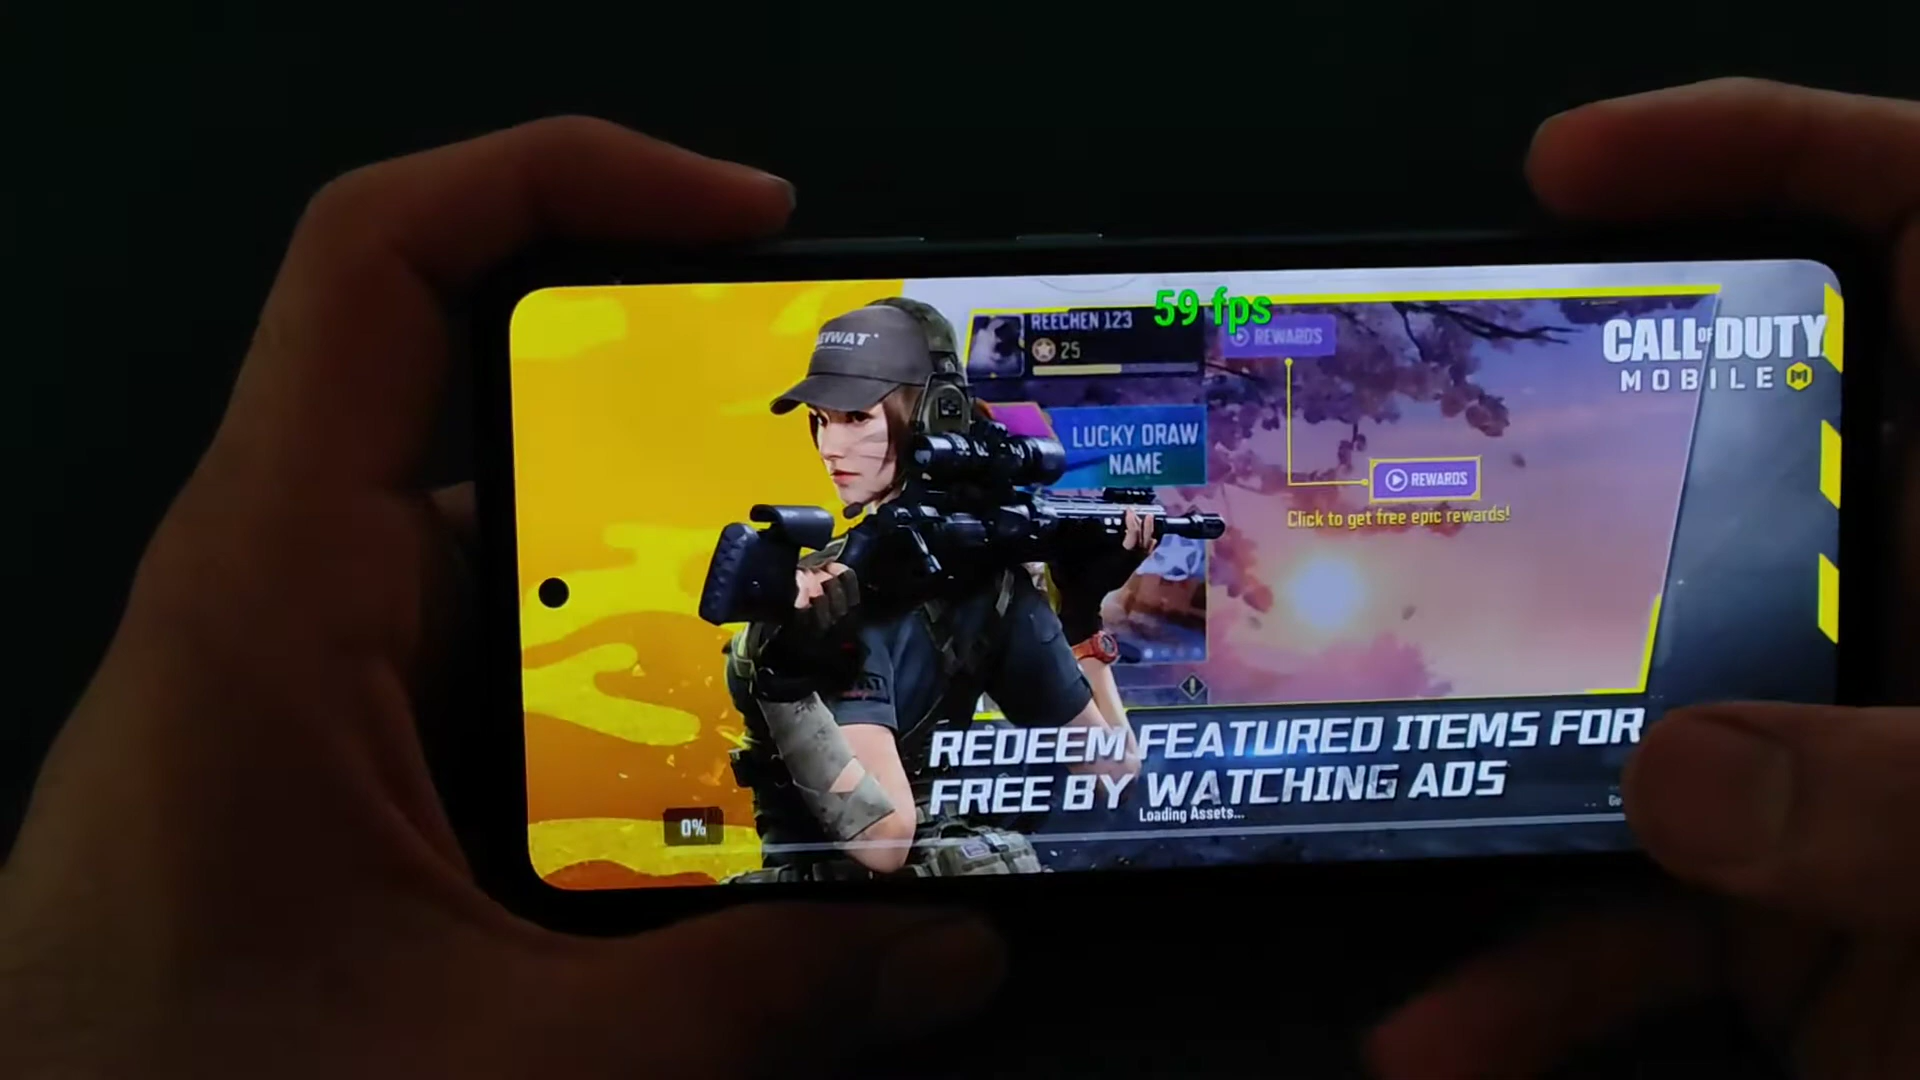 59 fps
REECHEN 123
25
REWARDS
CALL OF DUTY
MOBILE
LUCKY DRAW
NAME
REWARDS
Click to get free epic rewards!
REDEEM FEATURED ITEMS FOR
FREE BY WATCHING ADS
Loading Assets...
0%